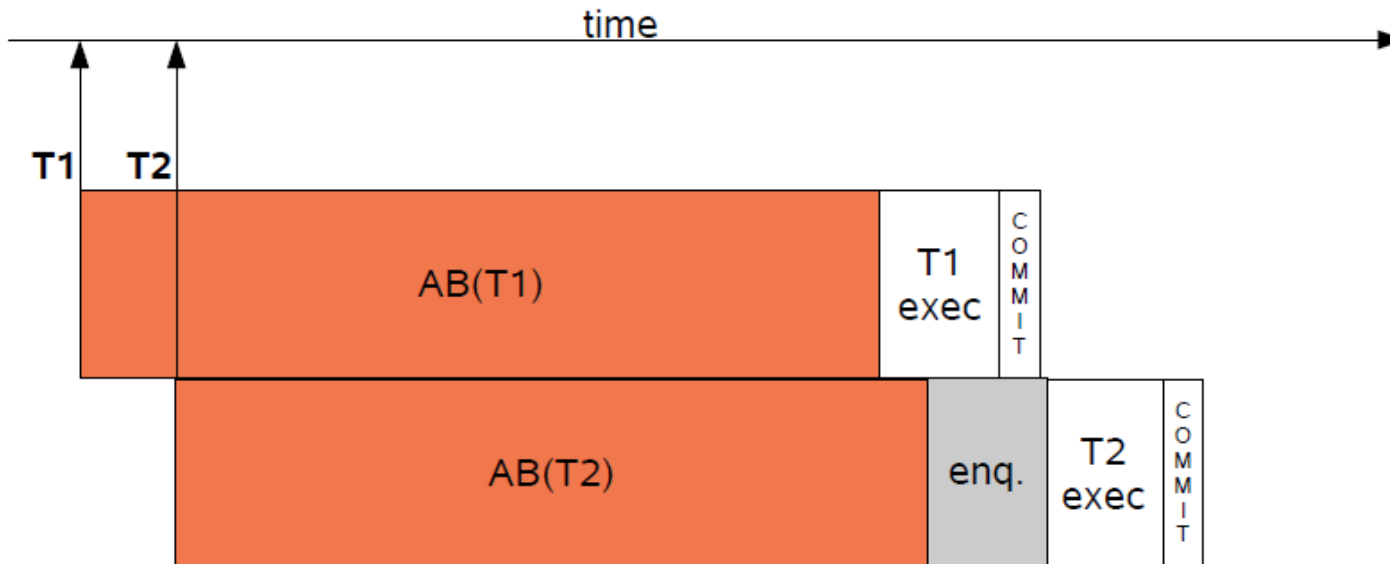 time
T1
T2
AB(T1)
T1
exec
COMMIT
AB(T2)
enq.
T2
exec
COMMIT